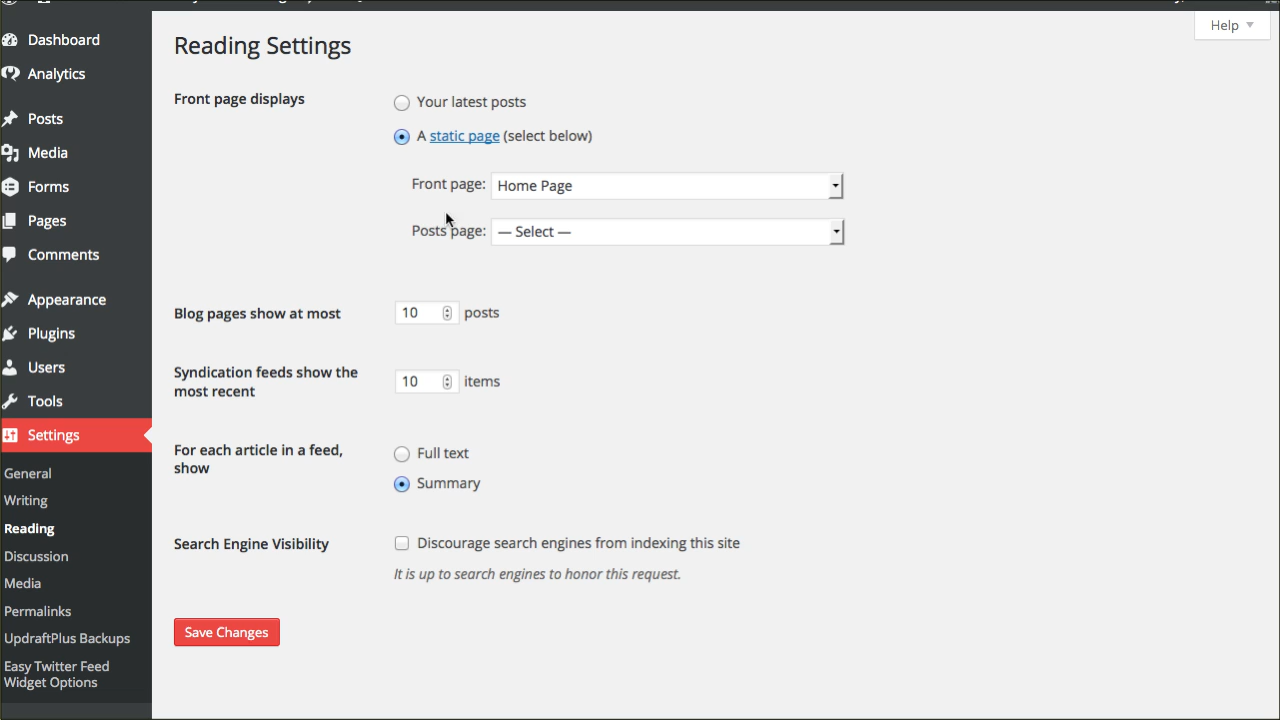 Help
Dashboard
Analytics
Posts
Media
Forms
Pages
Comments
Appearance
Plugins
Users
Tools
Settings
General
Writing
Reading
Discussion
Media
Permalinks
UpdraftPlus Backups
Easy Twitter Feed
Widget Options
Reading Settings
Front page displays
Your latest posts
A static page (select below)
Front page: Home Page
Posts page: — Select —
Blog pages show at most 10 posts
Syndication feeds show the
most recent
10 items
For each article in a feed,
show
Full text
Summary
Search Engine Visibility
Discourage search engines from indexing this site
It is up to search engines to honor this request.
Save Changes